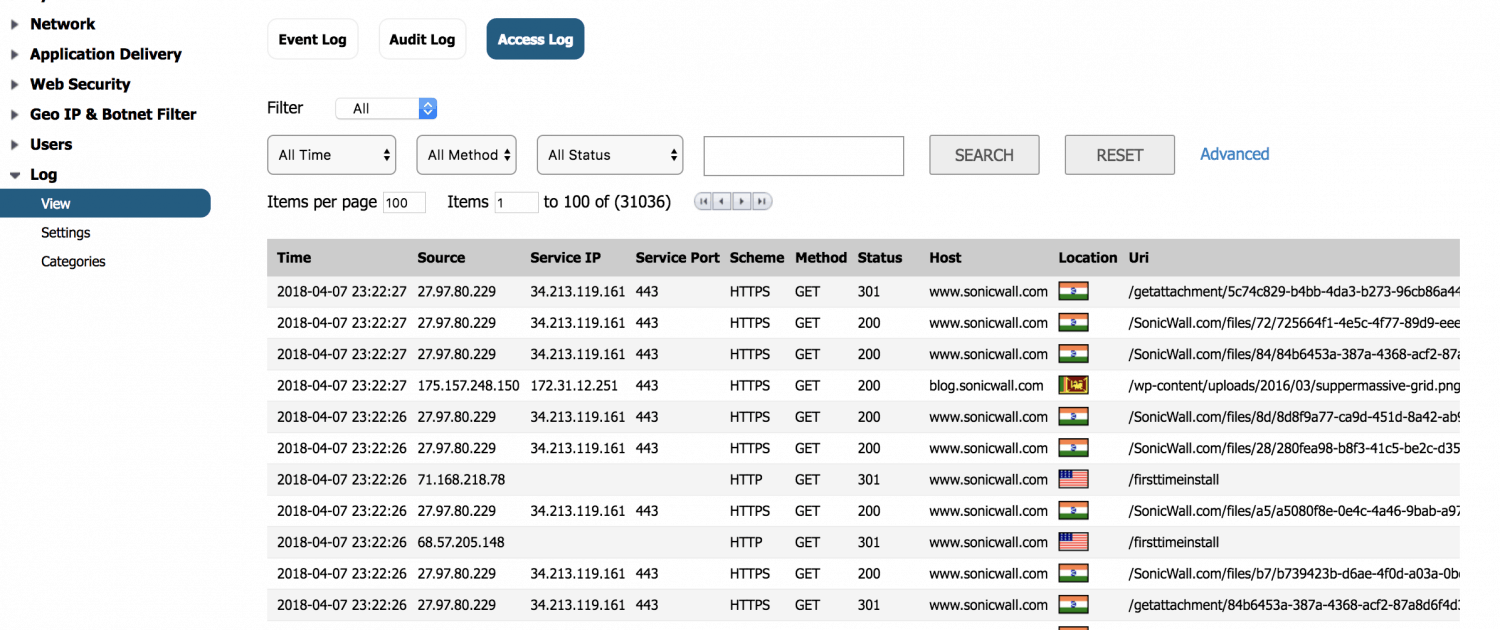 Network
Application Delivery
Web Security
Geo IP & Botnet Filter
Users
Log
View
Settings
Categories
Event Log Audit Log Access Log
Filter All
All Time All Method All Status SEARCH RESET Advanced
Items per page 100 Items 1 to 100 of (31036)
Time Source Service IP Service Port Scheme Method Status Host Location Uri
2018-04-07 23:22:27 27.97.80.229 34.213.119.161 443 HTTPS GET 301 www.sonicwall.com /getattachment/5c74c829-b4bb-4da3-b273-96cb86a44
2018-04-07 23:22:27 27.97.80.229 34.213.119.161 443 HTTPS GET 200 www.sonicwall.com /SonicWall.com/files/72/725664f1-4e5c-4f77-89d9-eee
2018-04-07 23:22:27 27.97.80.229 34.213.119.161 443 HTTPS GET 200 www.sonicwall.com /SonicWall.com/files/84/84b6453a-387a-4368-acf2-87a
2018-04-07 23:22:27 175.157.248.150 172.31.12.251 443 HTTPS GET 200 blog.sonicwall.com /wp-content/uploads/2016/03/suppermassive-grid.png
2018-04-07 23:22:26 27.97.80.229 34.213.119.161 443 HTTPS GET 200 www.sonicwall.com /SonicWall.com/files/8d/8d8f9a77-ca9d-451d-8a42-ab9
2018-04-07 23:22:26 27.97.80.229 34.213.119.161 443 HTTPS GET 200 www.sonicwall.com /SonicWall.com/files/28/280fea98-b8f3-41c5-be2c-d35
2018-04-07 23:22:26 71.168.218.78 HTTP GET 301 www.sonicwall.com /firsttimeinstall
2018-04-07 23:22:26 27.97.80.229 34.213.119.161 443 HTTPS GET 200 www.sonicwall.com /SonicWall.com/files/a5/a5080f8e-0e4c-4a46-9bab-a97
2018-04-07 23:22:26 68.57.205.148 HTTP GET 301 www.sonicwall.com /firsttimeinstall
2018-04-07 23:22:26 27.97.80.229 34.213.119.161 443 HTTPS GET 200 www.sonicwall.com /SonicWall.com/files/b7/b739423b-d6ae-4f0d-a03a-0b
2018-04-07 23:22:26 27.97.80.229 34.213.119.161 443 HTTPS GET 301 www.sonicwall.com /getattachment/84b6453a-387a-4368-acf2-87a8d6f4d